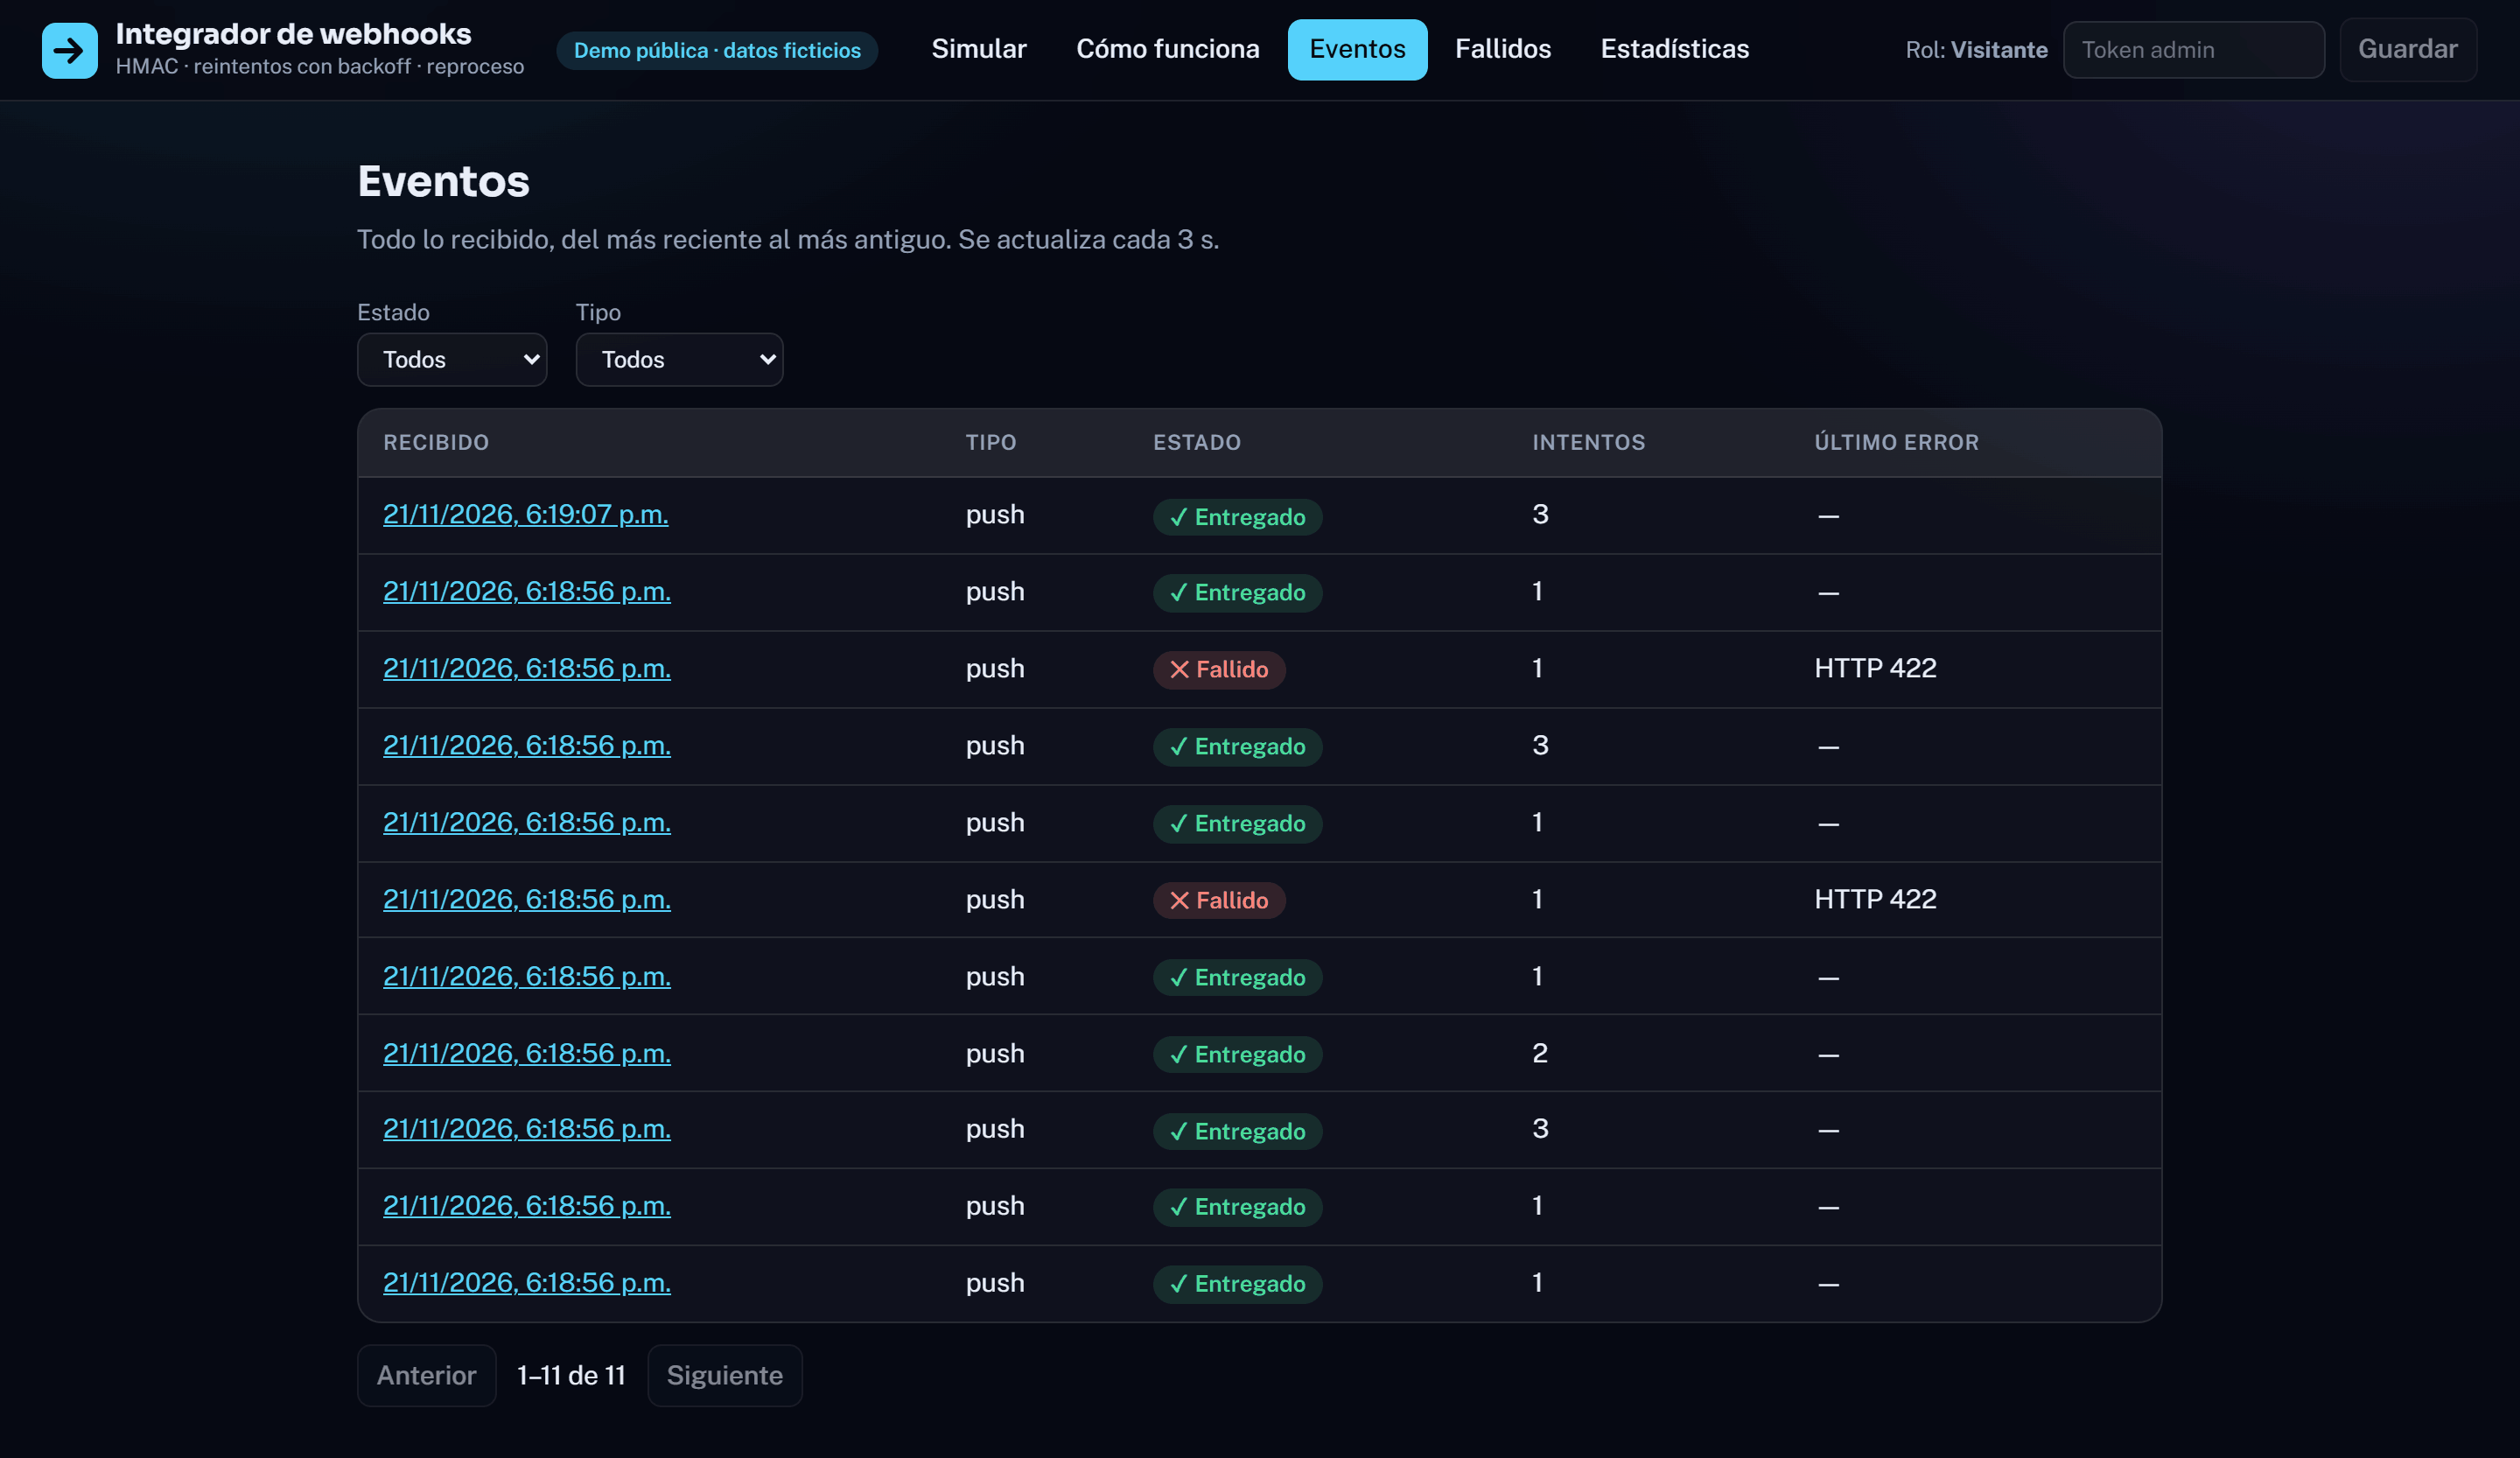 Integrador de webhooks
HMAC · reintentos con backoff · reproceso
Demo pública · datos ficticios
Simular
Cómo funciona
Eventos
Fallidos
Estadísticas
Rol: Visitante
Token admin
Guardar
Eventos
Todo lo recibido, del más reciente al más antiguo. Se actualiza cada 3 s.
Estado Tipo
Todos Todos
RECIBIDO TIPO ESTADO INTENTOS ÚLTIMO ERROR
21/11/2026, 6:19:07 p.m. push ✓ Entregado 3 —
21/11/2026, 6:18:56 p.m. push ✓ Entregado 1 —
21/11/2026, 6:18:56 p.m. push ✕ Fallido 1 HTTP 422
21/11/2026, 6:18:56 p.m. push ✓ Entregado 3 —
21/11/2026, 6:18:56 p.m. push ✓ Entregado 1 —
21/11/2026, 6:18:56 p.m. push ✕ Fallido 1 HTTP 422
21/11/2026, 6:18:56 p.m. push ✓ Entregado 1 —
21/11/2026, 6:18:56 p.m. push ✓ Entregado 2 —
21/11/2026, 6:18:56 p.m. push ✓ Entregado 3 —
21/11/2026, 6:18:56 p.m. push ✓ Entregado 1 —
21/11/2026, 6:18:56 p.m. push ✓ Entregado 1 —
Anterior 1–11 de 11 Siguiente